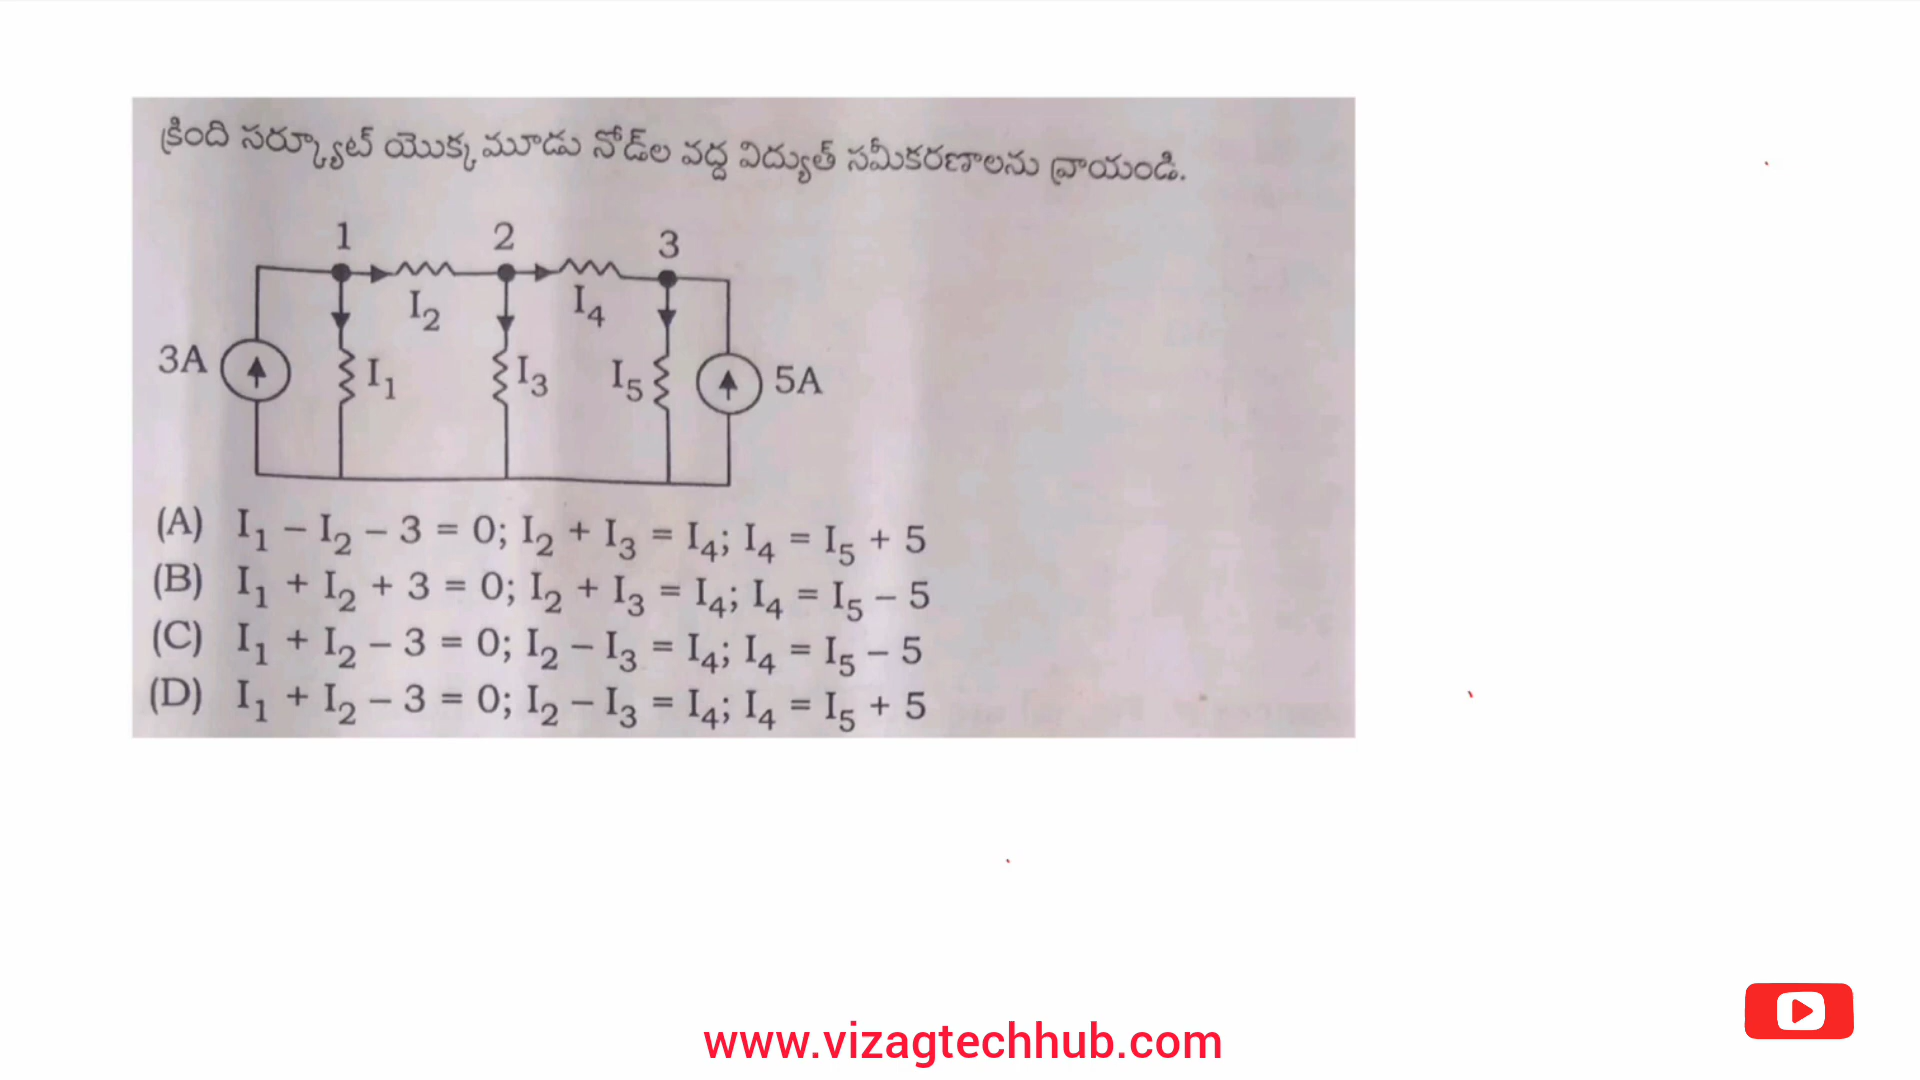 క్రింది సర్క్యూట్ యొక్క మూడు నోడ్‌ల వద్ద విద్యుత్ సమీకరణాలను వ్రాయండి.
1 2 3
I₂ I₄
3A I₁ I₃ I₅ 5A
(A) I₁ – I₂ – 3 = 0; I₂ + I₃ = I₄; I₄ = I₅ + 5
(B) I₁ + I₂ + 3 = 0; I₂ + I₃ = I₄; I₄ = I₅ – 5
(C) I₁ + I₂ – 3 = 0; I₂ – I₃ = I₄; I₄ = I₅ – 5
(D) I₁ + I₂ – 3 = 0; I₂ – I₃ = I₄; I₄ = I₅ + 5
www.vizagtechhub.com